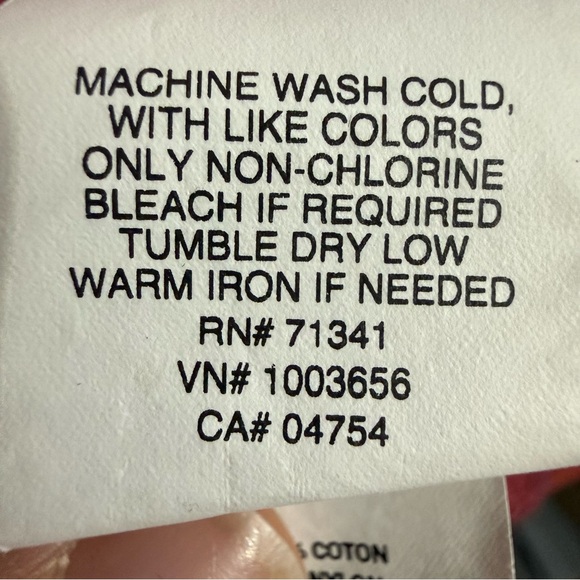 MACHINE WASH COLD,
WITH LIKE COLORS
ONLY NON-CHLORINE
BLEACH IF REQUIRED
TUMBLE DRY LOW
WARM IRON IF NEEDED
RN# 71341
VN# 1003656
CA# 04754
% COTON